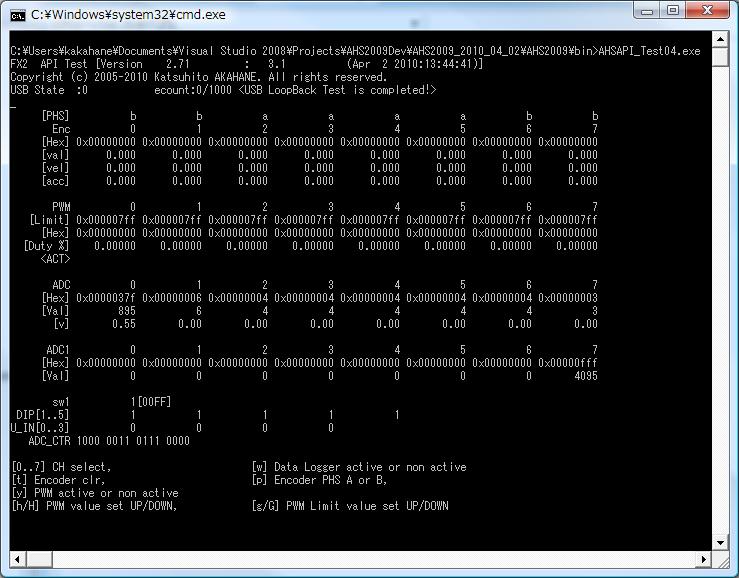 C:¥Windows¥system32¥cmd.exe
C:¥Users¥kakahane¥Documents¥Visual Studio 2008¥Projects¥AHS2009Dev¥AHS2009_2010_04_02¥AHS2009¥bin>AHSAPI_Test04.exe
FX2 API Test [Version 2.71 : 3.1 (Apr 2 2010:13:44:41)]
Copyright (c) 2005-2010 Katsuhito AKAHANE. All rights reserved.
USB State :0 ecount:0/1000 <USB LoopBack Test is completed!>
[PHS] b b a a a a b b
Enc 0 1 2 3 4 5 6 7
[Hex] 0x00000000 0x00000000 0x00000000 0x00000000 0x00000000 0x00000000 0x00000000 0x00000000
[val] 0.000 0.000 0.000 0.000 0.000 0.000 0.000 0.000
[vel] 0.000 0.000 0.000 0.000 0.000 0.000 0.000 0.000
[acc] 0.000 0.000 0.000 0.000 0.000 0.000 0.000 0.000
PWM 0 1 2 3 4 5 6 7
[Limit] 0x000007ff 0x000007ff 0x000007ff 0x000007ff 0x000007ff 0x000007ff 0x000007ff 0x000007ff
[Hex] 0x00000000 0x00000000 0x00000000 0x00000000 0x00000000 0x00000000 0x00000000 0x00000000
[Duty %] 0.00000 0.00000 0.00000 0.00000 0.00000 0.00000 0.00000 0.00000
<ACT>
ADC 0 1 2 3 4 5 6 7
[Hex] 0x0000037f 0x00000006 0x00000004 0x00000004 0x00000004 0x00000004 0x00000004 0x00000003
[Val] 895 6 4 4 4 4 4 3
[v] 0.55 0.00 0.00 0.00 0.00 0.00 0.00 0.00
ADC1 0 1 2 3 4 5 6 7
[Hex] 0x00000000 0x00000000 0x00000000 0x00000000 0x00000000 0x00000000 0x00000000 0x00000fff
[Val] 0 0 0 0 0 0 0 4095
sw1 1[00FF]
DIP[1..5] 1 1 1 1 1
U_IN[0..3] 0 0 0 0
ADC_CTR 1000 0011 0111 0000
[0..7] CH select, [w] Data Logger active or non active
[t] Encoder clr, [p] Encoder PHS A or B,
[y] PWM active or non active
[h/H] PWM value set UP/DOWN, [g/G] PWM Limit value set UP/DOWN